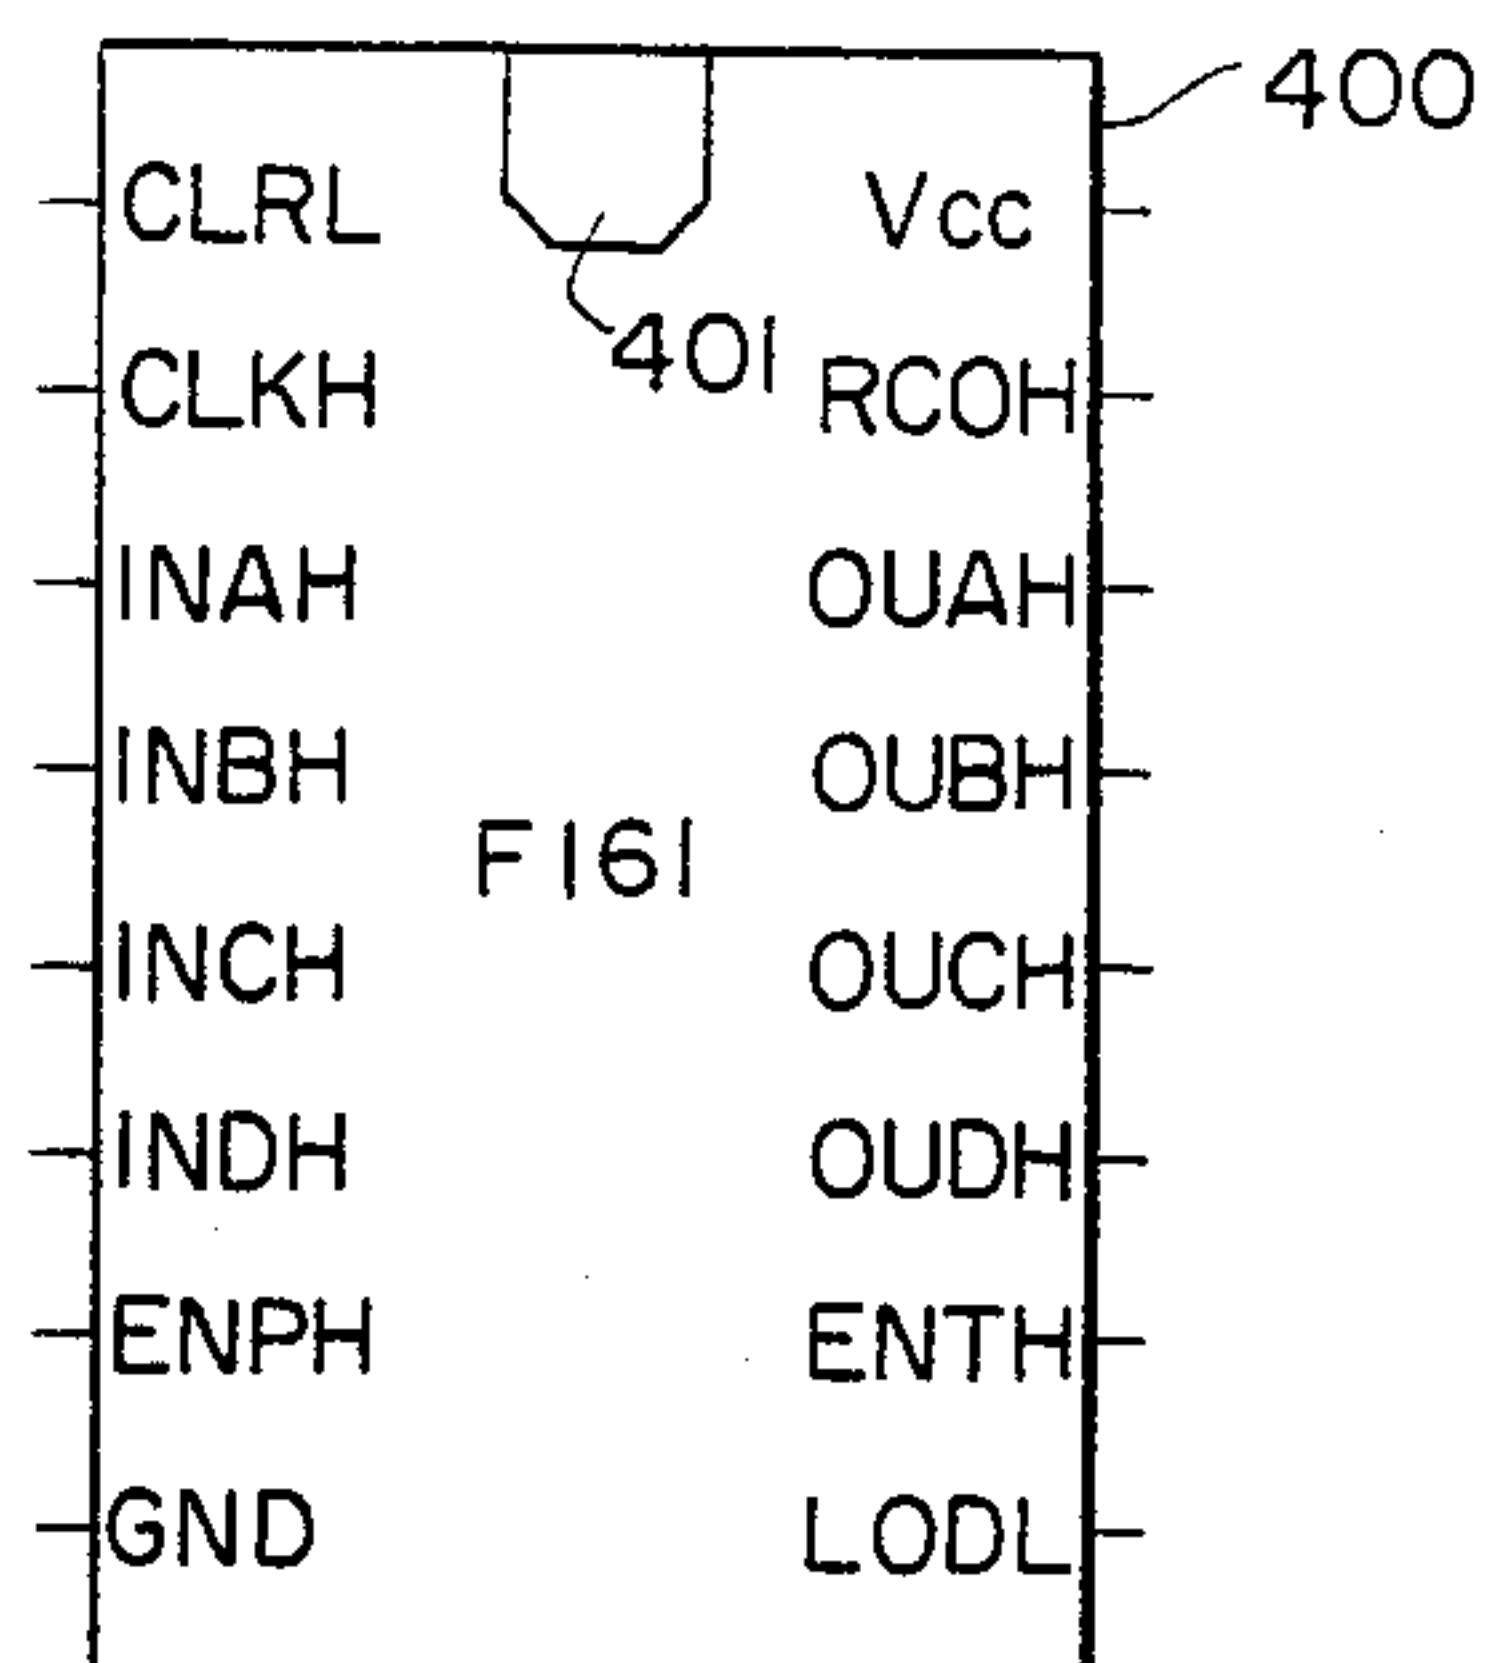 400
CLRL Vcc
401
CLKH RCOH
INAH OUAH
INBH OUBH
F161
INCH OUCH
INDH OUDH
ENPH ENTH
GND LODL